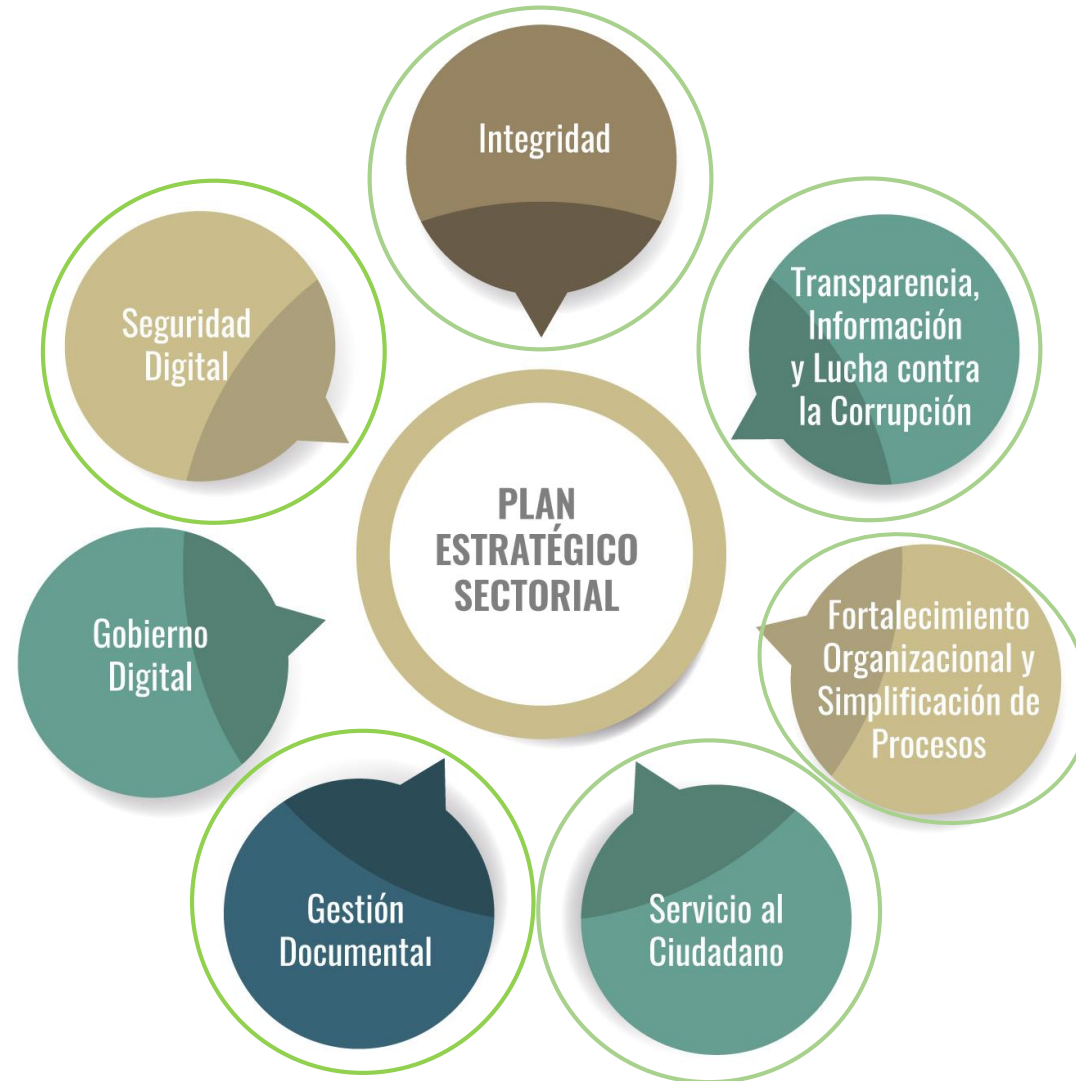 Integridad
Transparencia,
Información
y Lucha contra
la Corrupción
Fortalecimiento
Organizacional y
Simplificación de
Procesos
Servicio al
Ciudadano
Gestión
Documental
Gobierno
Digital
Seguridad
Digital
PLAN
ESTRATÉGICO
SECTORIAL